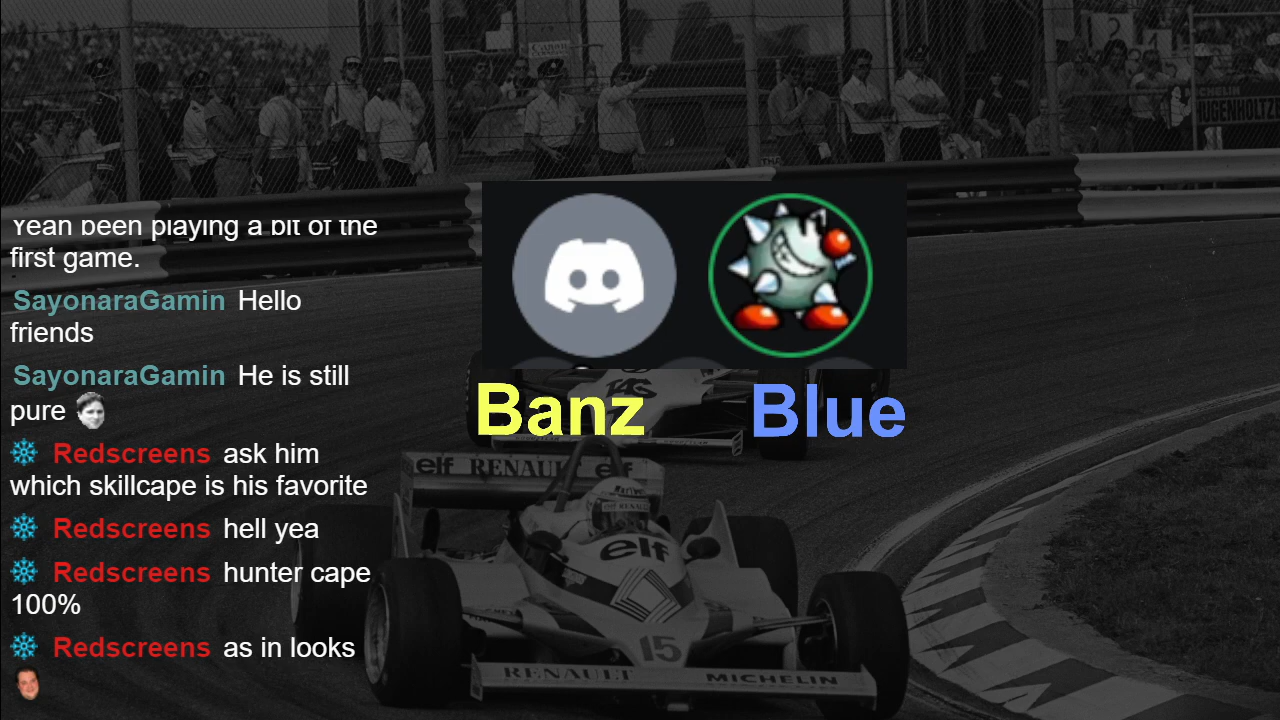 Canon
CHELIN
Yeah been playing a bit of the
first game.
SayonaraGamin Hello
friends
SayonaraGamin He is still
pure
Redscreens ask him
which skillcape is his favorite
Redscreens hell yea
Redscreens hunter cape
100%
Redscreens as in looks
Banz Blue
elf RENAULT elf
elf
15
RENAULT MICHELIN